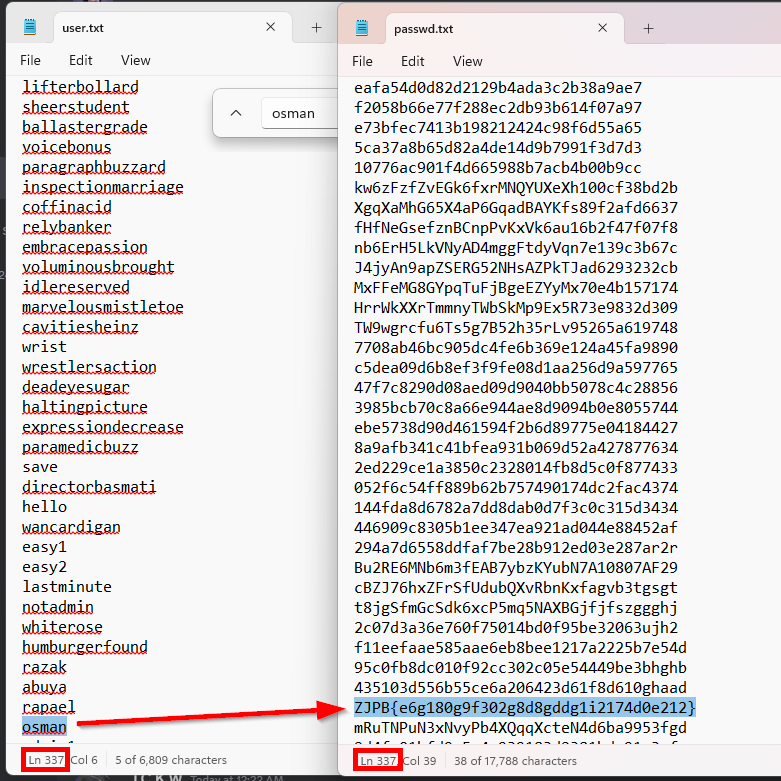 user.txt
File Edit View
lifterbollard
sheerstudent
ballastergrade
voicebonus
paragraphbuzzard
inspectionmarriage
coffinacid
relybanker
embracepassion
voluminousbrought
idlereserved
marvelousmistletoe
cavitiesheinz
wrist
wrestlersaction
deadeyesugar
haltingpicture
expressiondecrease
paramedicbuzz
save
directorbasmati
hello
wancardigan
easy1
easy2
lastminute
notadmin
whiterose
humburgerfound
razak
abuya
rapael
osman
Ln 337 Col 6 5 of 6,809 characters
osman
passwd.txt
File Edit View
eafa54d0d82d2129b4ada3c2b38a9ae7
f2058b66e77f288ec2db93b614f07a97
e73bfec7413b198212424c98f6d55a65
5ca37a8b65d82a4de14d9b7991f3d7d3
10776ac901f4d665988b7acb4b00b9cc
kw6zFzfZvEGk6fxrMNQYUXeXh100cf38bd2b
XgqXaMhG65X4aP6GqadBAYKfs89f2afd6637
fHfNeGsefznBCnpPvKxVk6au16b2f47f07f8
nb6ErH5LkVNyAD4mggFtdyVqn7e139c3b67c
J4jyAn9apZSERG52NHsAZPkTJad6293232cb
MxFFeMG8GYpqTuFjBgeEZYyMx70e4b157174
HrrWkXXrTmmnyTWbSkMp9Ex5R73e9832d309
TW9wgrcfu6Ts5g7B52h35rLv95265a619748
7708ab46bc905dc4fe6b369e124a45fa9890
c5dea09d6b8ef3f9fe08d1aa256d9a597765
47f7c8290d08aed09d9040bb5078c4c28856
3985bcb70c8a66e944ae8d9094b0e8055744
ebe5738d90d461594f2b6d89775e04184427
8a9afb341c41bfea931b069d52a427877634
2ed229ce1a3850c2328014fb8d5c0f877433
052f6c54ff889b62b757490174dc2fac4374
144fda8d6782a7dd8dab0d7f3c0c315d3434
446909c8305b1ee347ea921ad044e88452af
294a7d6558ddfaf7be28b912ed03e287ar2r
Bu2RE6MNb6m3fEAB7ybzKYubN7A10807AF29
cBZJ76hxZFrSfUdubQXvRbnKxfagvb3tgsgt
t8jgSfmGcSdk6xcP5mq5NAXBGjfjfszggghj
2c07d3a36e760f75014bd0f95be32063ujh2
f11eefaae585aae6eb8bee1217a2225b7e54d
95c0fb8dc010f92cc302c05e54449be3bhghb
435103d556b55ce6a206423d61f8d610ghaad
ZJPB{e6g180g9f302g8d8gddg1i2174d0e212}
mRuTNPuN3xNvyPb4XQqqXcteN4d6ba9953fgd
Ln 337 Col 39 38 of 17,788 characters